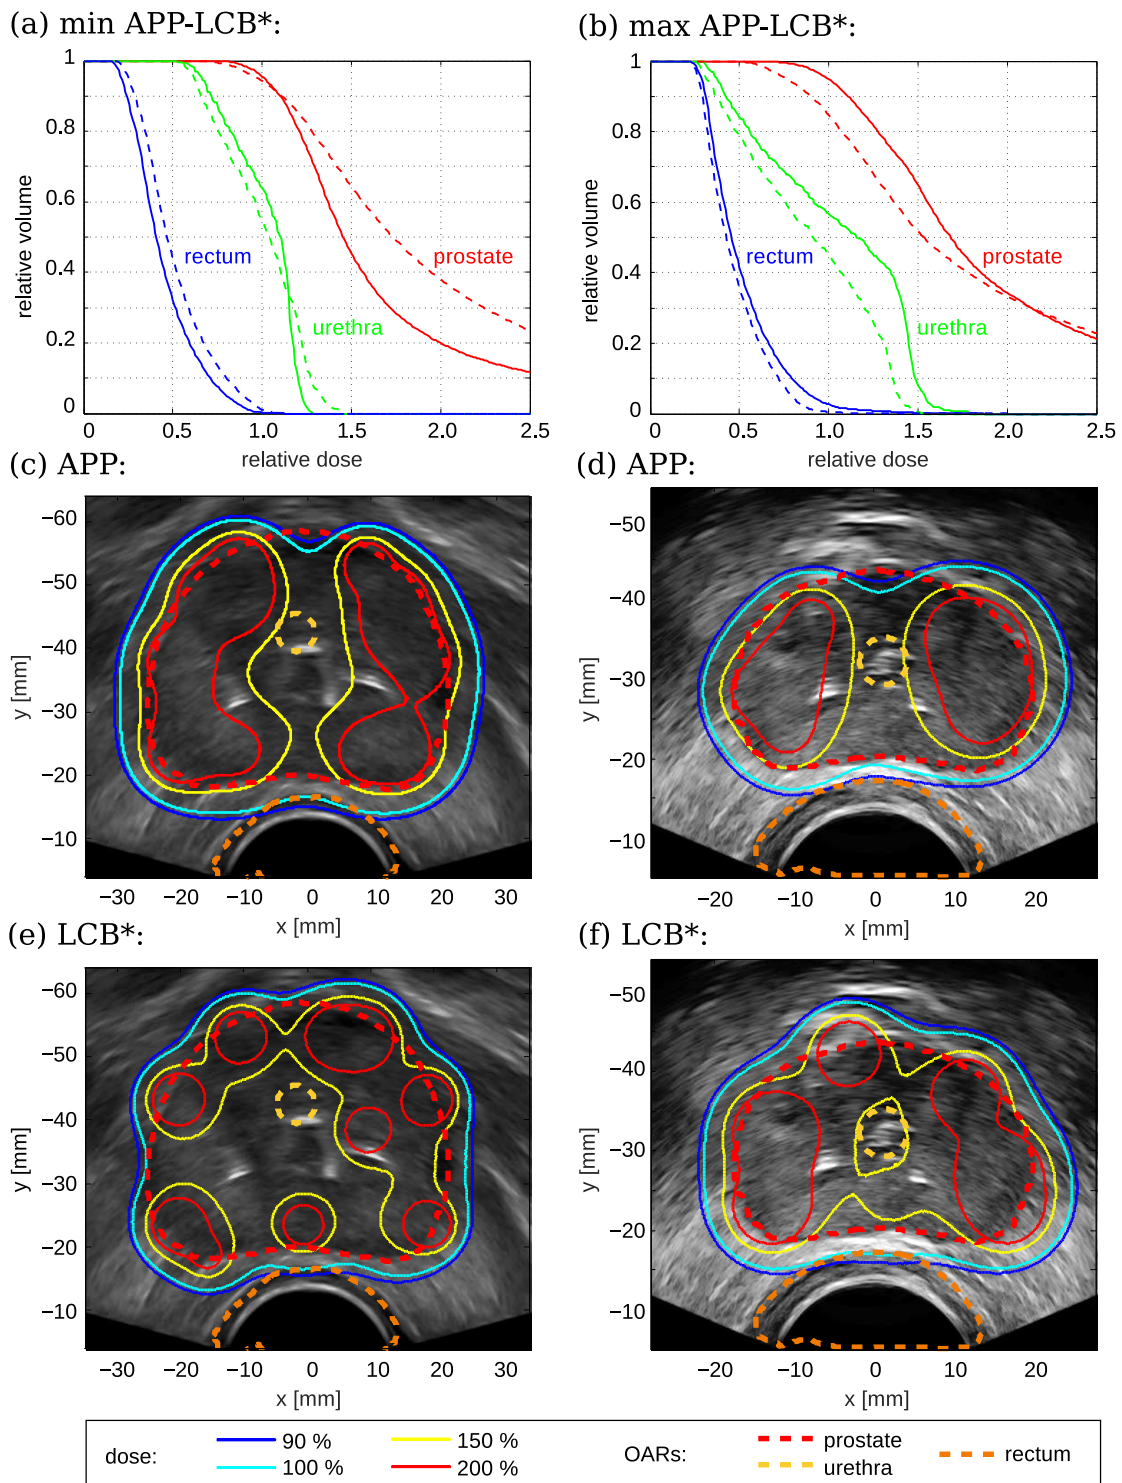 (a) min APP-LCB*:
(b) max APP-LCB*:
1
0.8
0.6
0.4
0.2
0
relative volume
rectum
prostate
urethra
0
0.5
1.0
1.5
2.0
2.5
relative dose
1
0.8
0.6
0.4
0.2
0
relative volume
rectum
prostate
urethra
0
0.5
1.0
1.5
2.0
2.5
relative dose
(c) APP:
(d) APP:
−60
−50
−40
−30
−20
−10
y [mm]
−30
−20
−10
0
10
20
30
x [mm]
−50
−40
−30
−20
−10
y [mm]
−20
−10
0
10
20
x [mm]
(e) LCB*:
(f) LCB*:
−60
−50
−40
−30
−20
−10
y [mm]
−30
−20
−10
0
10
20
30
x [mm]
−50
−40
−30
−20
−10
y [mm]
−20
−10
0
10
20
x [mm]
dose:
90 %
100 %
150 %
200 %
OARs:
prostate
urethra
rectum